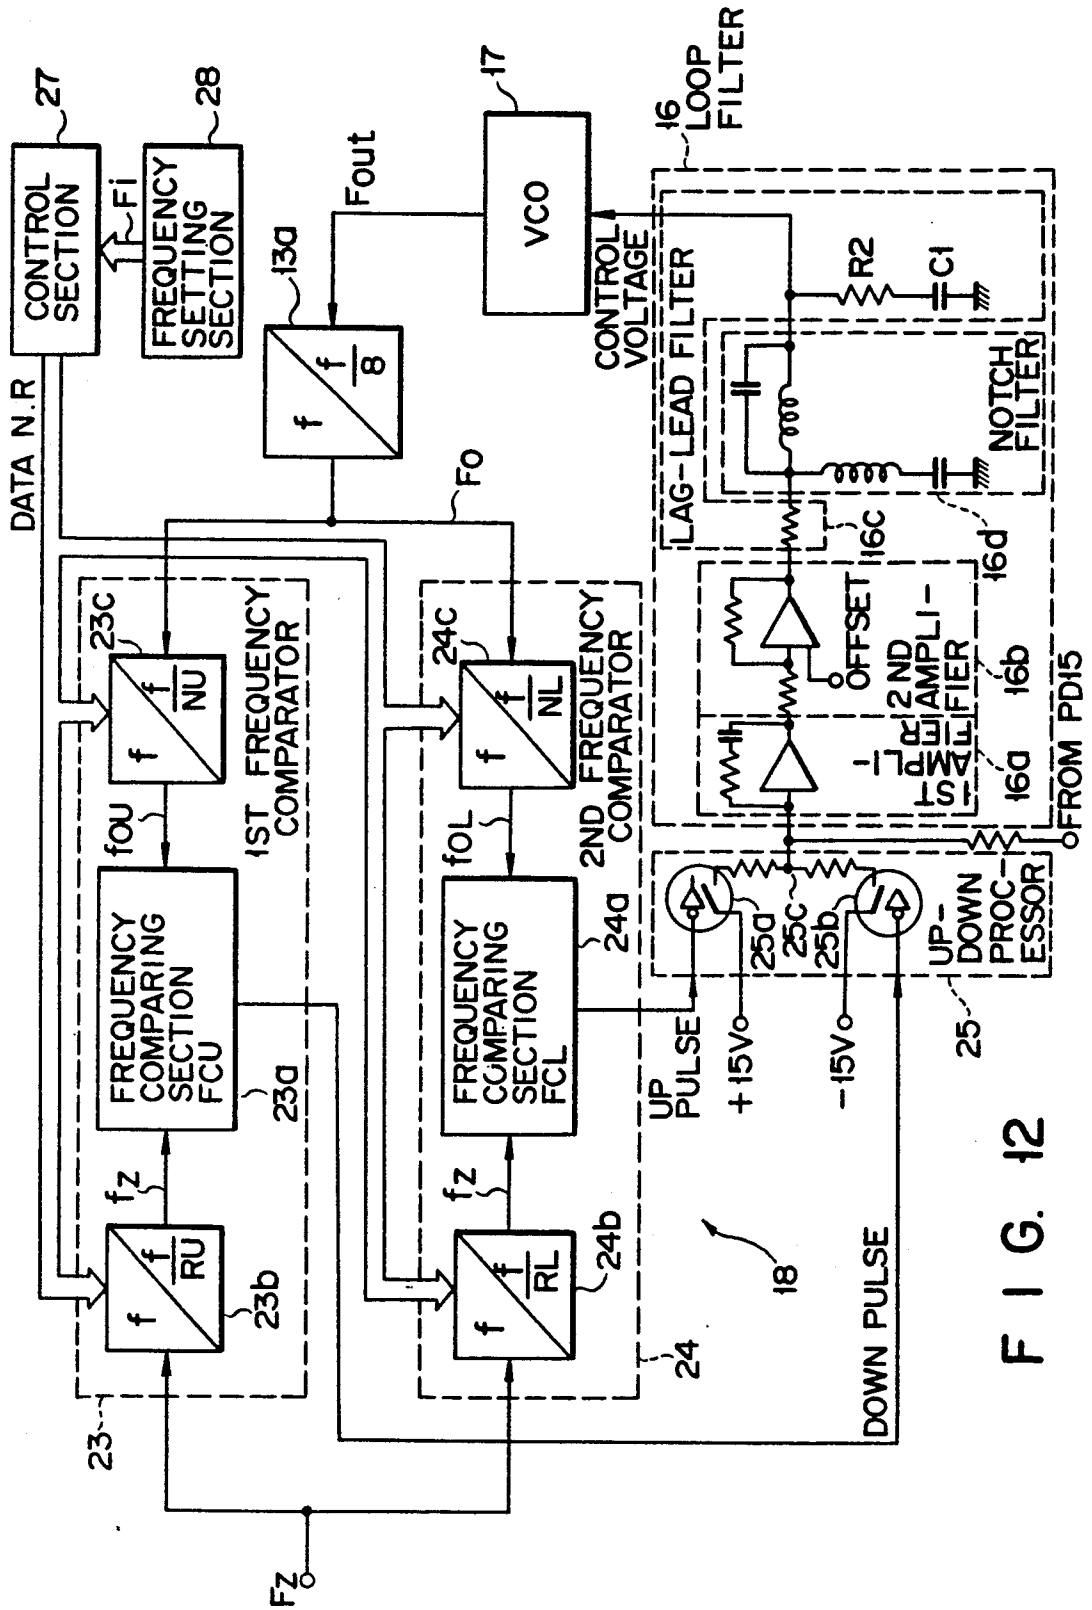 27
CONTROL
SECTION
Fi
28
FREQUENCY
SETTING
SECTION
DATA N.R
17
VCO
Fout
13a
f
f/8
Fo
CONTROL
VOLTAGE
16
LOOP
FILTER
23
1ST FREQUENCY
COMPARATOR
23b
f
f/RU
fz
FREQUENCY
COMPARING
SECTION
FCU
23a
foU
23c
f
f/NU
Fz
24
2ND FREQUENCY
COMPARATOR
24b
f
f/RL
fz
FREQUENCY
COMPARING
SECTION
FCL
24a
foL
24c
f
f/NL
UP
PULSE
+15V
-15V
DOWN PULSE
18
25
UP-
DOWN
PROC-
ESSOR
25a
25c
25b
FROM PD15
1ST
AMPLI-
FIER
16a
OFFSET
2ND
AMPLI-
FIER
16b
LAG-LEAD FILTER
16c
16d
NOTCH
FILTER
R2
C1
FIG. 12